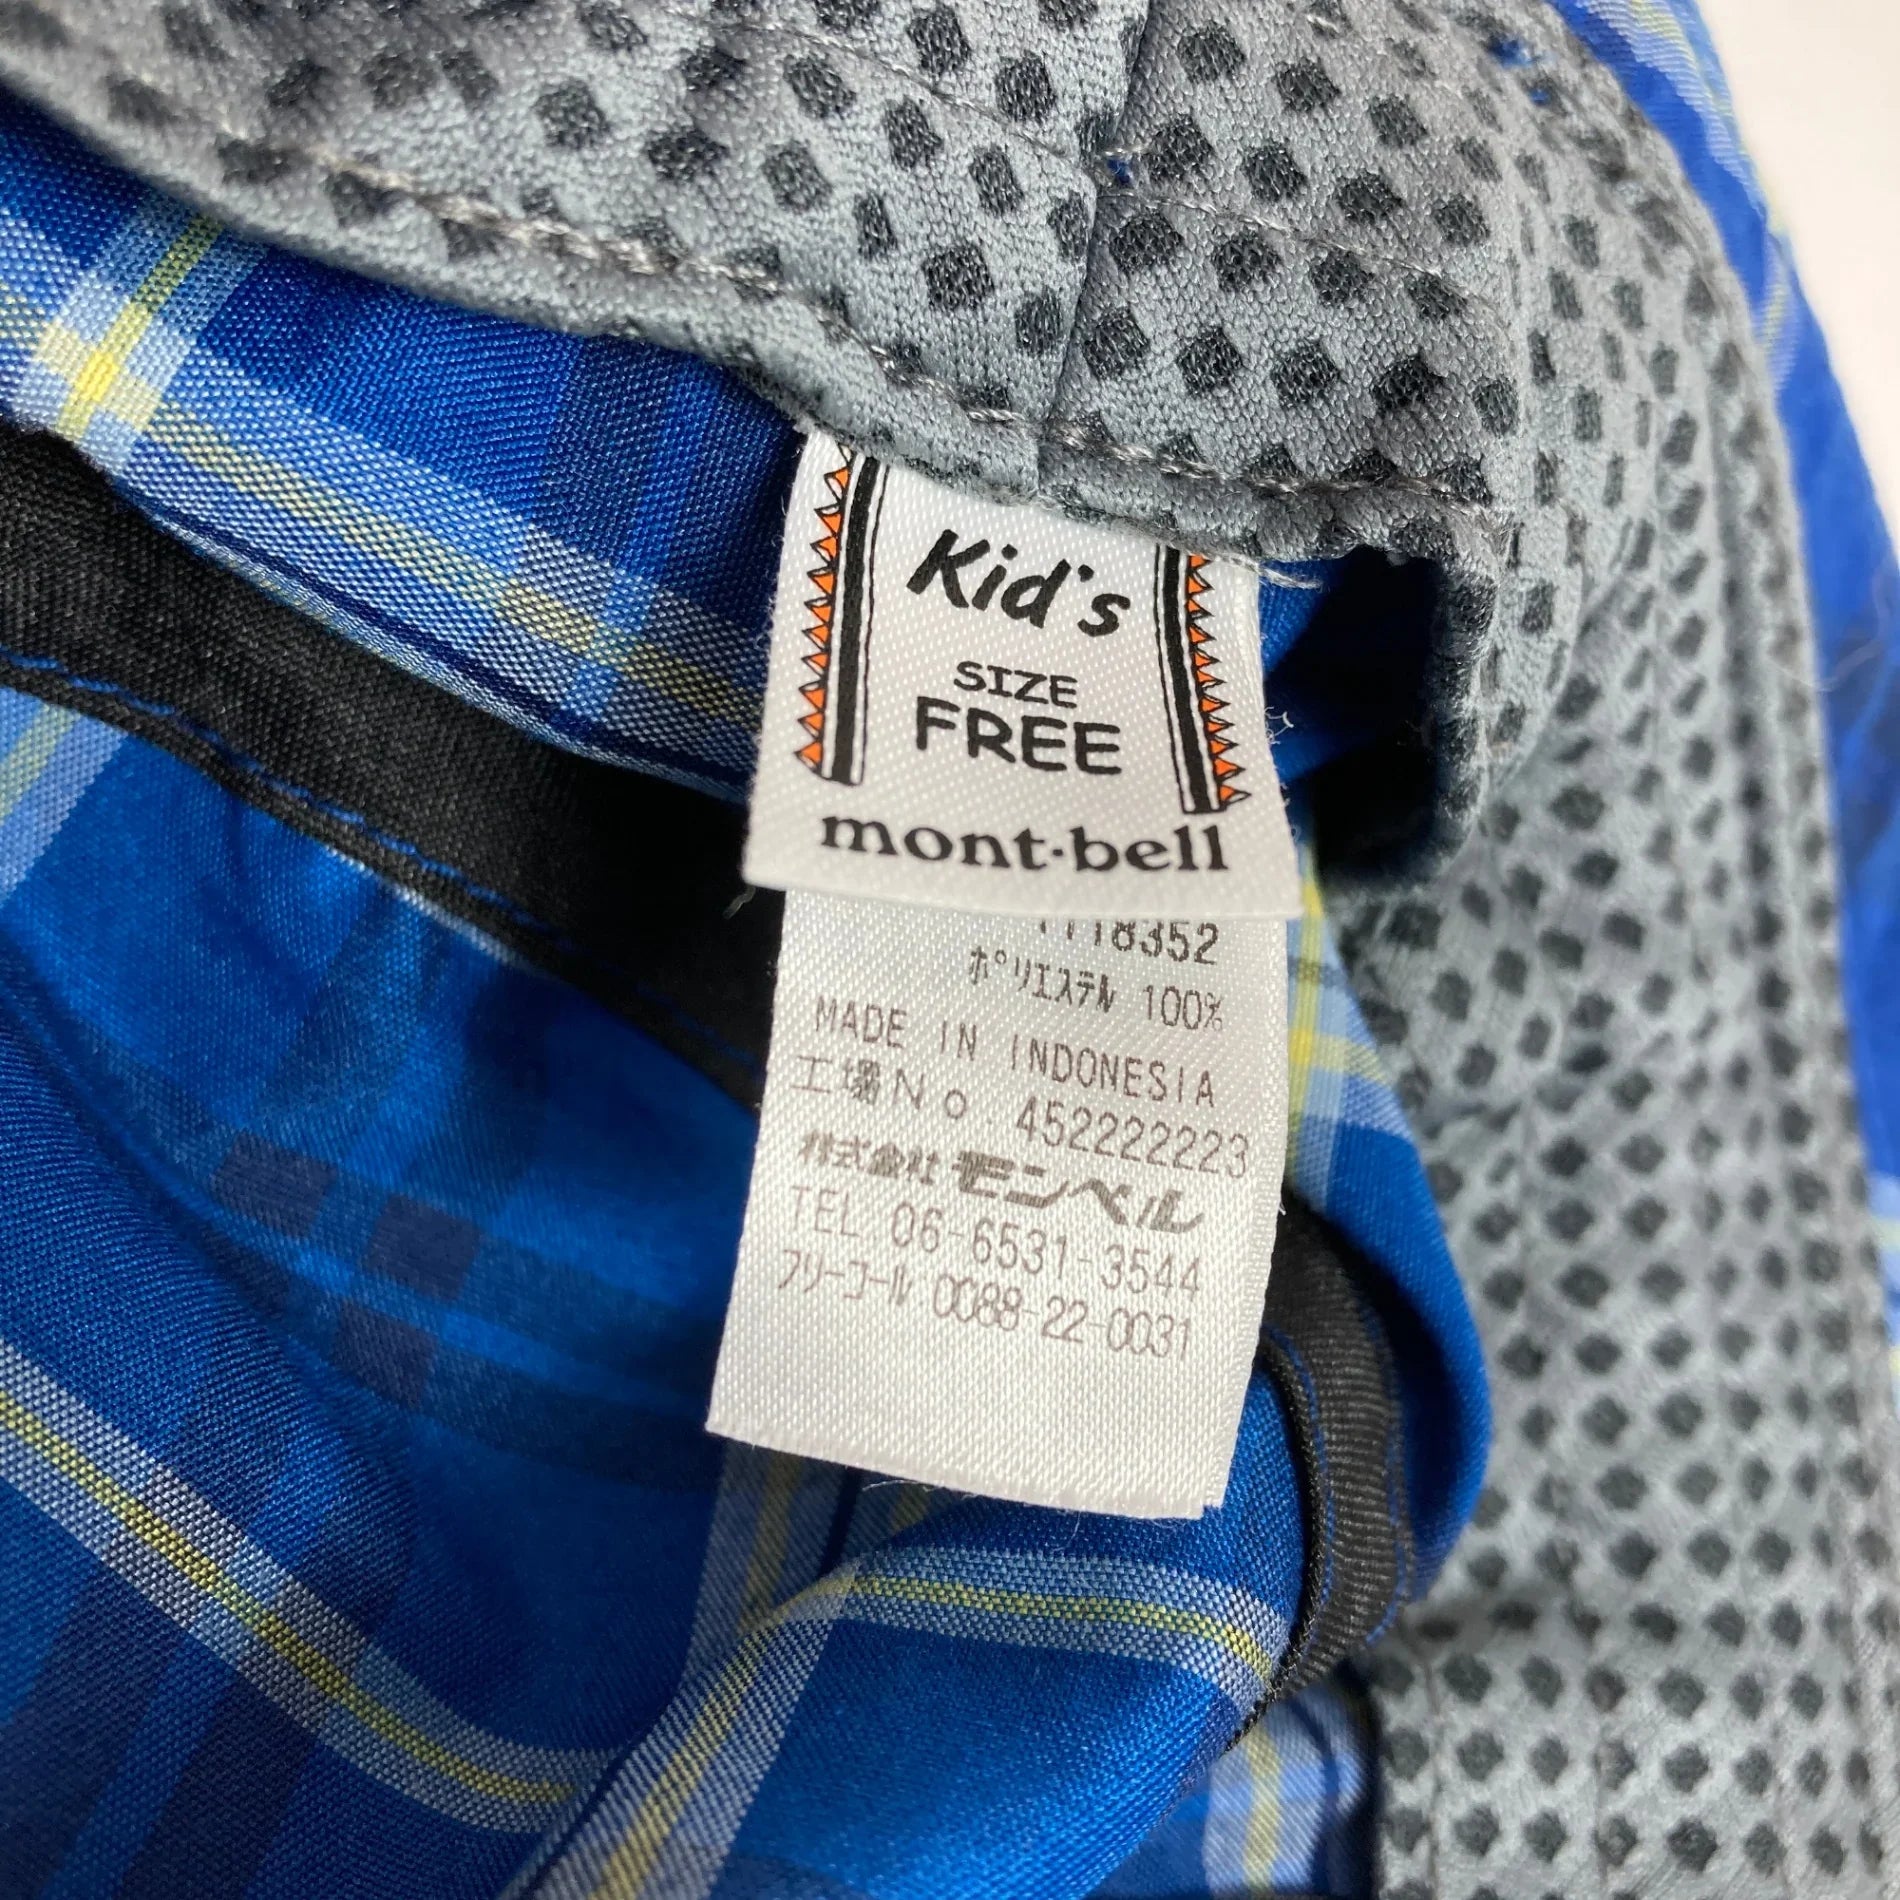 Kid's
SIZE
FREE
mont-bell
1118352
ﾎﾟﾘｴｽﾃﾙ 100%
MADE IN INDONESIA
工場No 452222223
株式会社モンベル
TEL 06-6531-3544
ﾌﾘｰｺｰﾙ 0088-22-0031